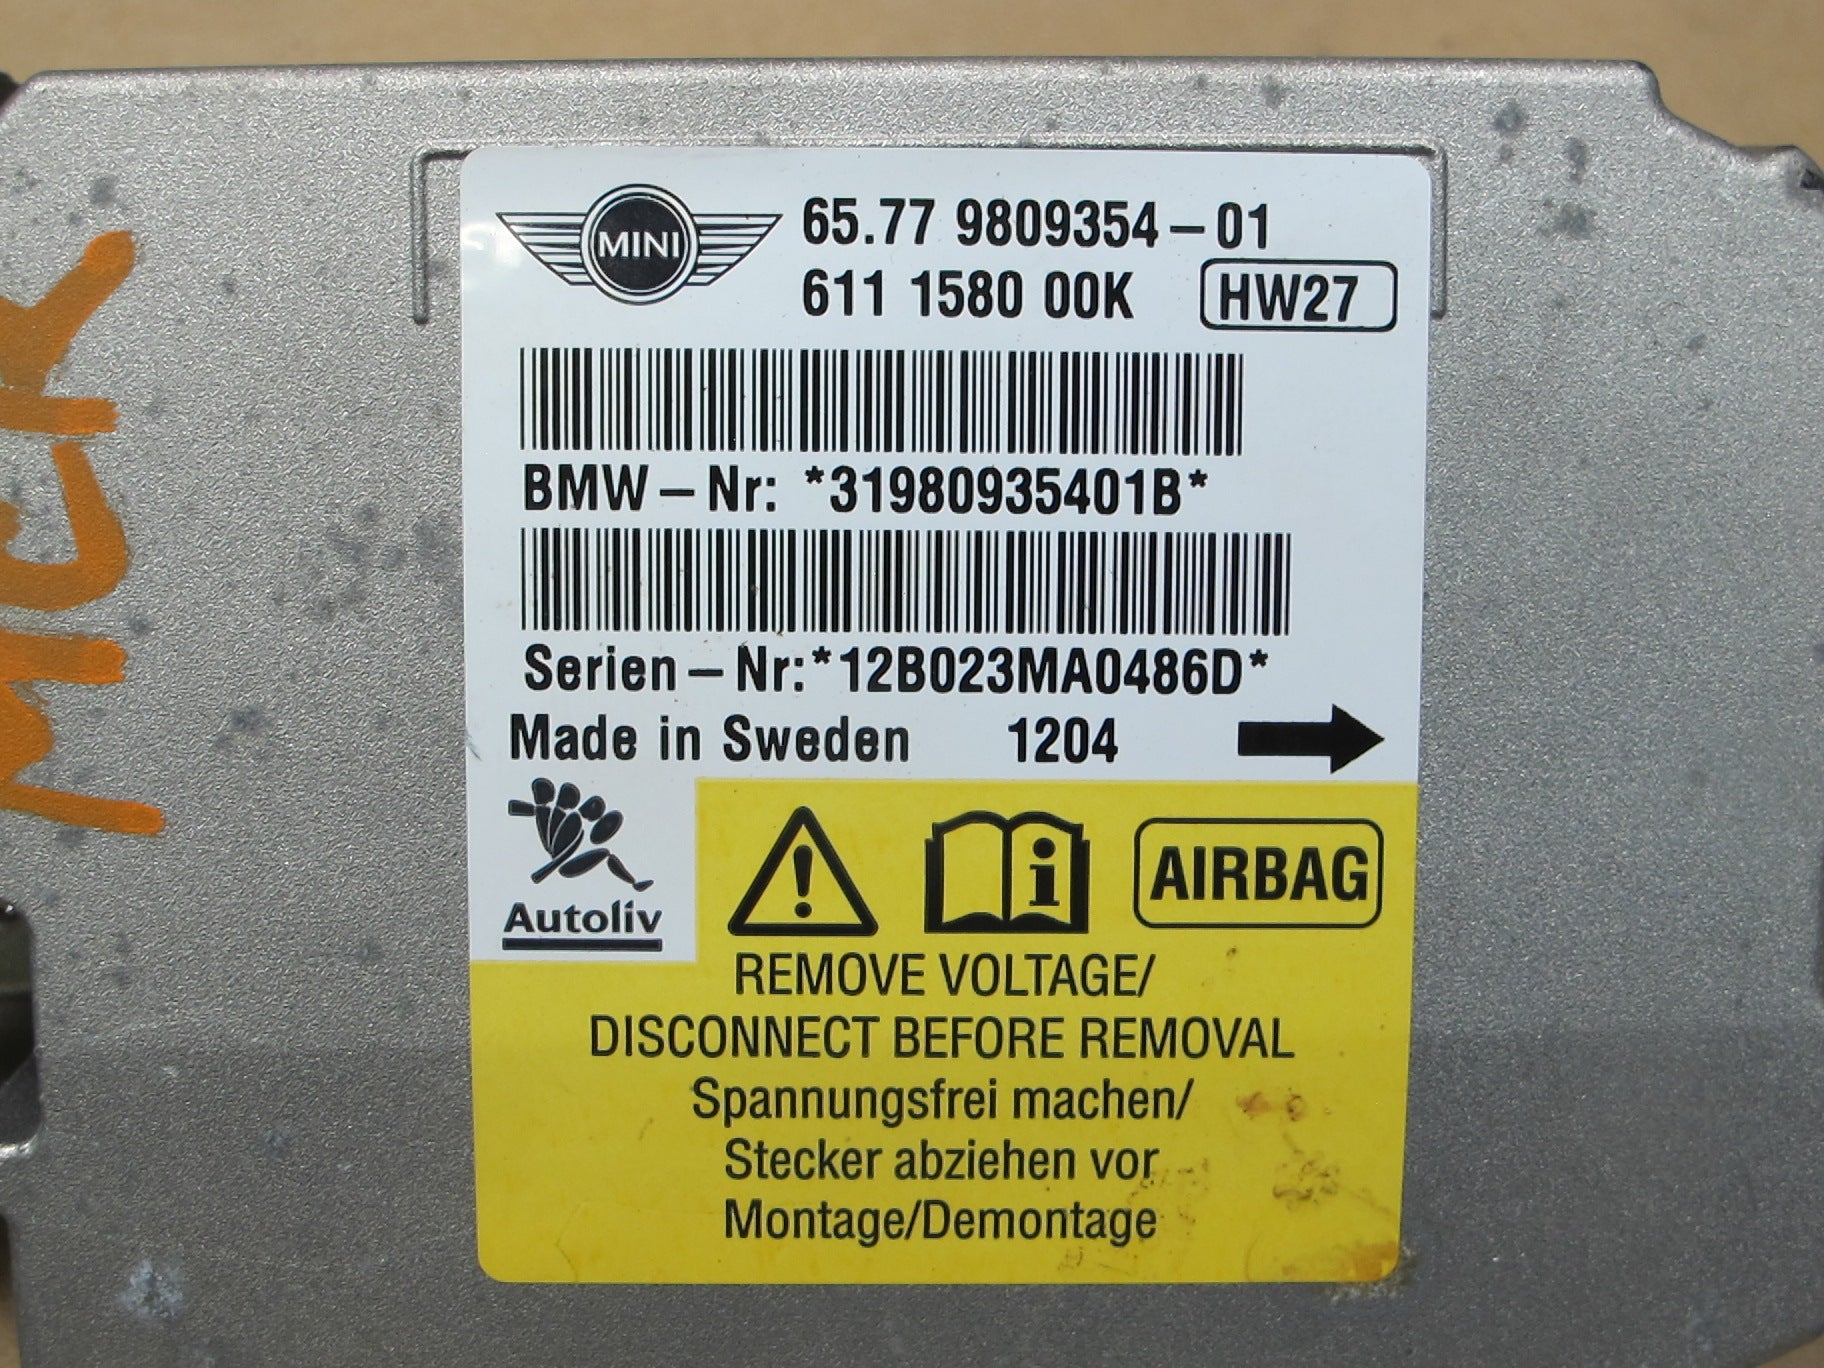 MINI
65.77 9809354-01
611 1580 00K HW27
BMW-Nr: *31980935401B*
Serien-Nr:*12B023MA0486D*
Made in Sweden 1204
Autoliv
AIRBAG
REMOVE VOLTAGE/
DISCONNECT BEFORE REMOVAL
Spannungsfrei machen/
Stecker abziehen vor
Montage/Demontage